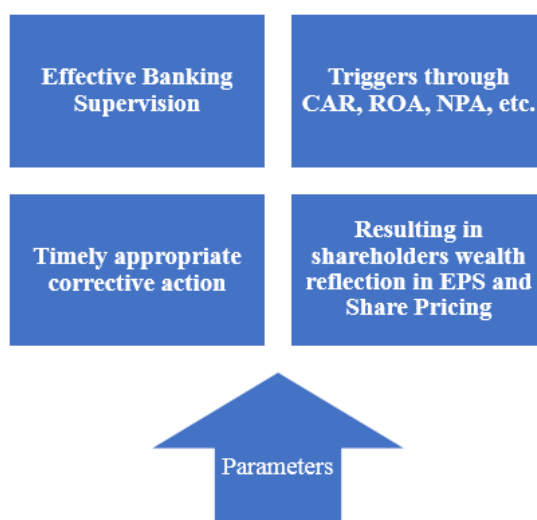 Effective Banking
Supervision
Triggers through
CAR, ROA, NPA, etc.
Timely appropriate
corrective action
Resulting in
shareholders wealth
reflection in EPS and
Share Pricing
Parameters